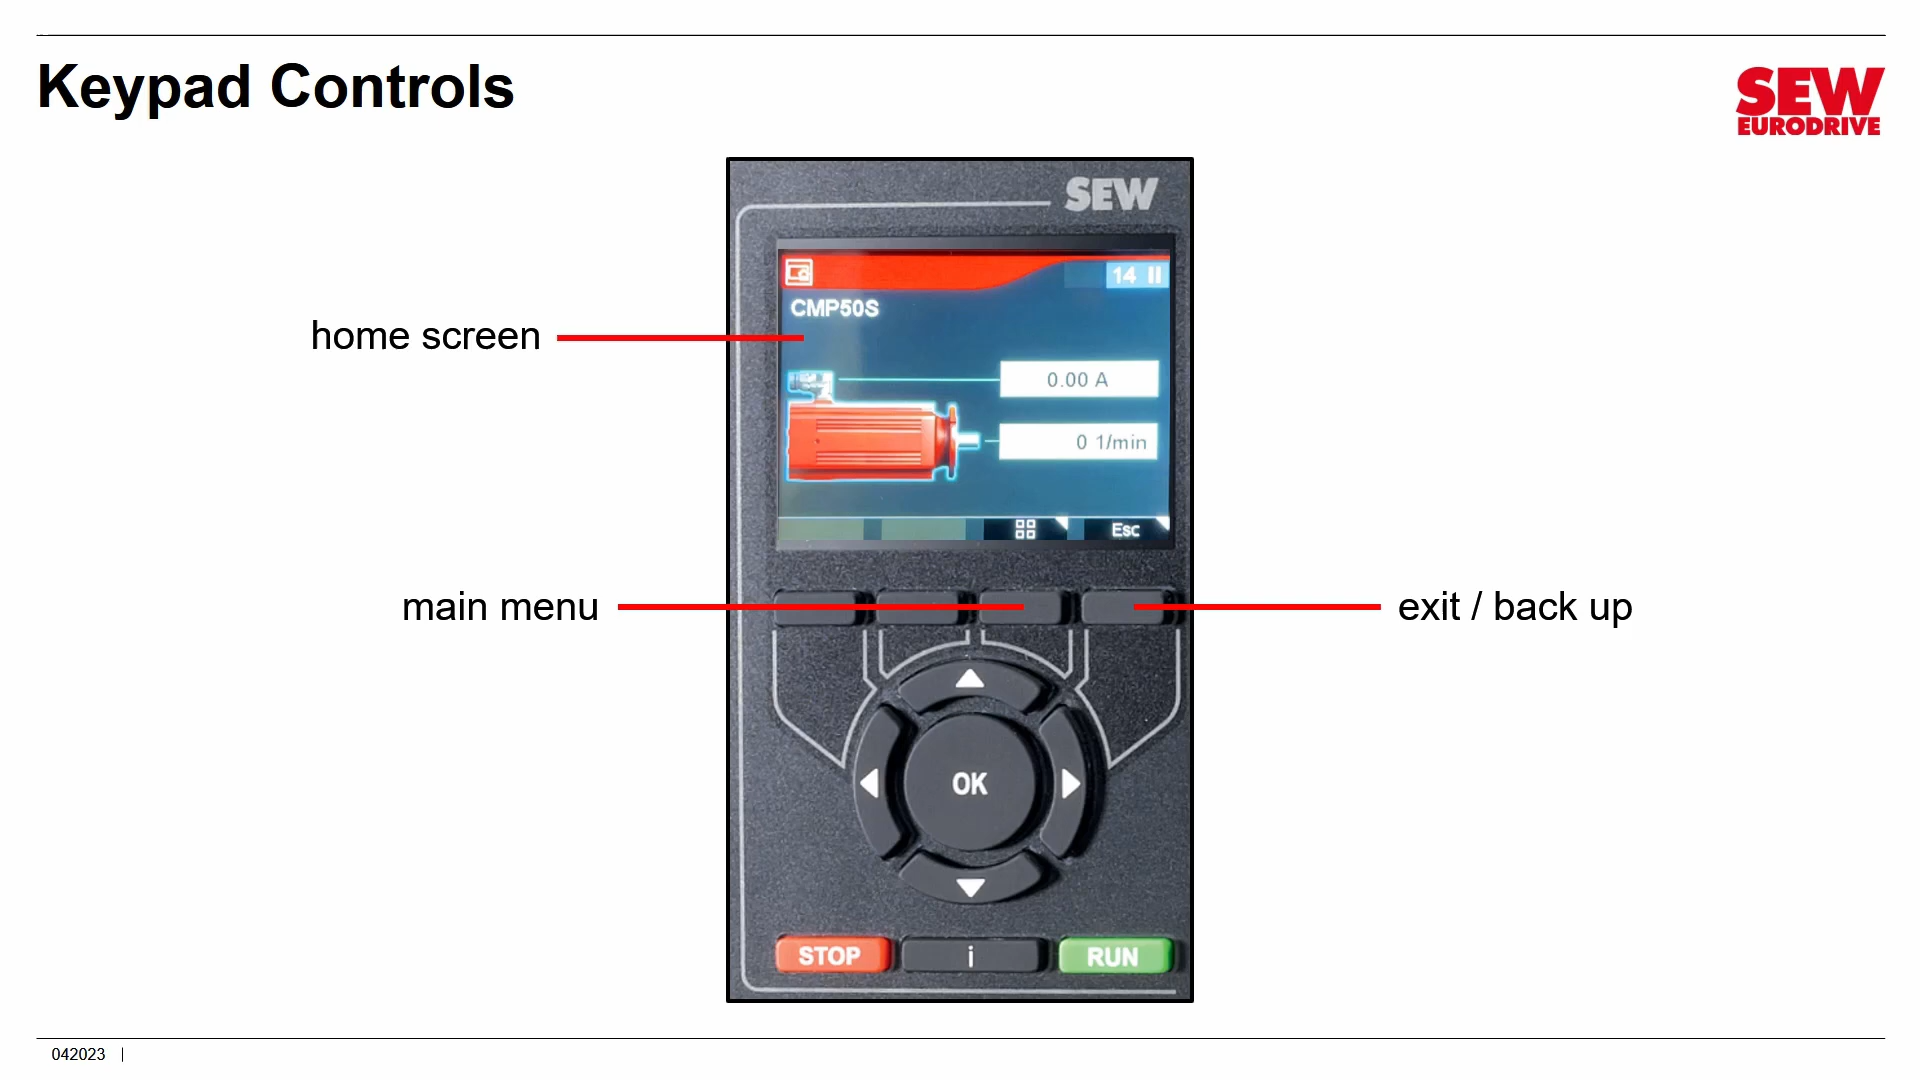 Keypad Controls
SEW
EURODRIVE
SEW
14 II
CMP50S
home screen
0.00 A
0 1/min
Esc
main menu
exit / back up
OK
STOP
i
RUN
042023 |